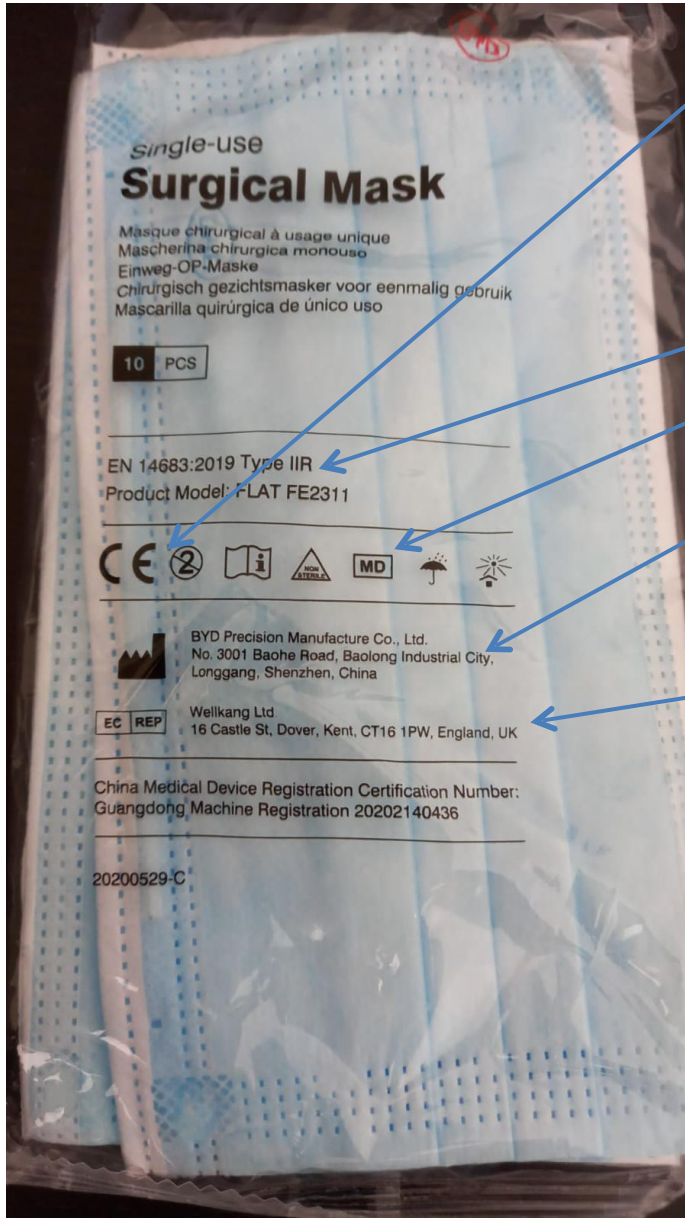 Single-use
Surgical Mask
Masque chirurgical à usage unique
Mascherina chirurgica monouso
Einweg-OP-Maske
Chirurgisch gezichtsmasker voor eenmalig gebruik
Mascarilla quirúrgica de único uso
10 PCS
EN 14683:2019 Type IIR
Product Model: FLAT FE2311
CE 2 i NON STERILE MD
BYD Precision Manufacture Co., Ltd.
No. 3001 Baohe Road, Baolong Industrial City,
Longgang, Shenzhen, China
EC REP
Wellkang Ltd
16 Castle St, Dover, Kent, CT16 1PW, England, UK
China Medical Device Registration Certification Number:
Guangdong Machine Registration 20202140436
20200529-C